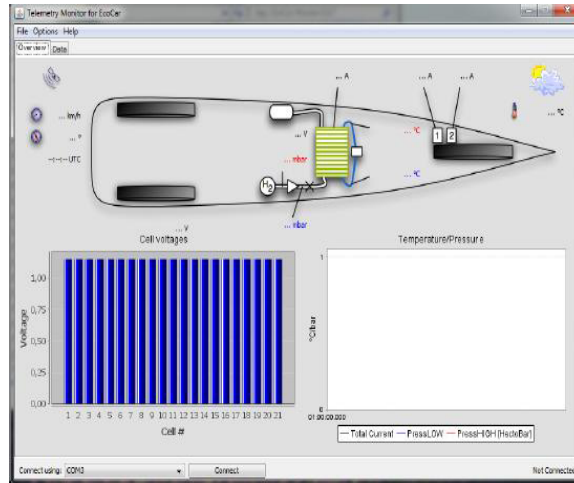 Telemetry Monitor for EcoCar
File Options Help
Overview Data
... A
... A ... A
... km/h
... °C
... °
... V
... °C
1 2
--:--:-- UTC
... mbar
H2
... °C
... mbar
... V
Cell voltages
Temperature/Pressure
Voltage
1,00
0,75
0,50
0,25
0,00
1 2 3 4 5 6 7 8 9 10 11 12 13 14 15 16 17 18 19 20 21
Cell #
°C/bar
1
0
01:00:00.000
Total Current PressLOW PressHIGH [HectoBar]
Connect using: COM3 Connect Not Connected